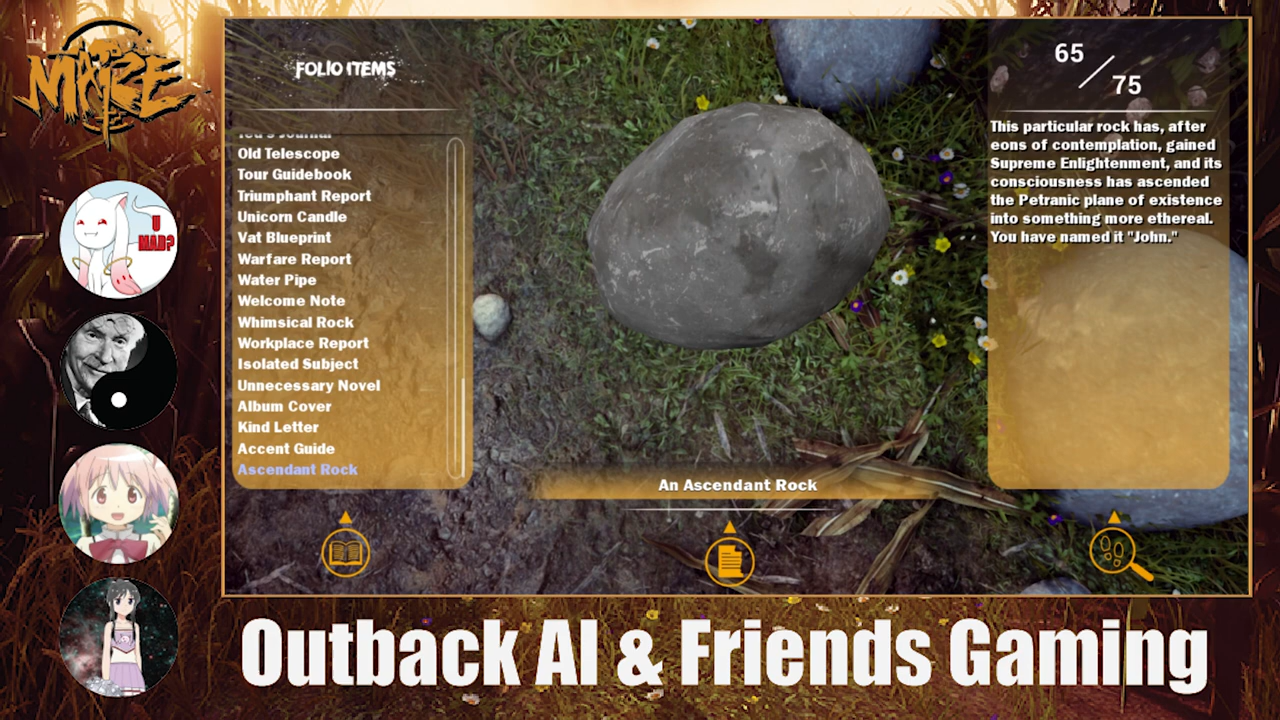 MAIZE
U
MAD?
FOLIO ITEMS
Ted's Journal
Old Telescope
Tour Guidebook
Triumphant Report
Unicorn Candle
Vat Blueprint
Warfare Report
Water Pipe
Welcome Note
Whimsical Rock
Workplace Report
Isolated Subject
Unnecessary Novel
Album Cover
Kind Letter
Accent Guide
Ascendant Rock
An Ascendant Rock
65
75
This particular rock has, after
eons of contemplation, gained
Supreme Enlightenment, and its
consciousness has ascended
the Petranic plane of existence
into something more ethereal.
You have named it "John."
Outback AI & Friends Gaming